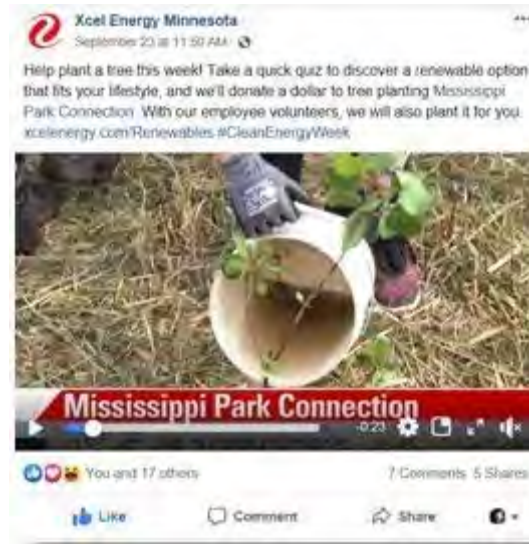 Xcel Energy Minnesota
September 23 at 11:50 AM
Help plant a tree this week! Take a quick quiz to discover a renewable option
that fits your lifestyle, and we'll donate a dollar to tree planting Mississippi
Park Connection. With our employee volunteers, we will also plant it for you.
xcelenergy.com/Renewables #CleanEnergyWeek
Mississippi Park Connection
-0:23
You and 17 others
7 Comments 5 Shares
Like Comment Share